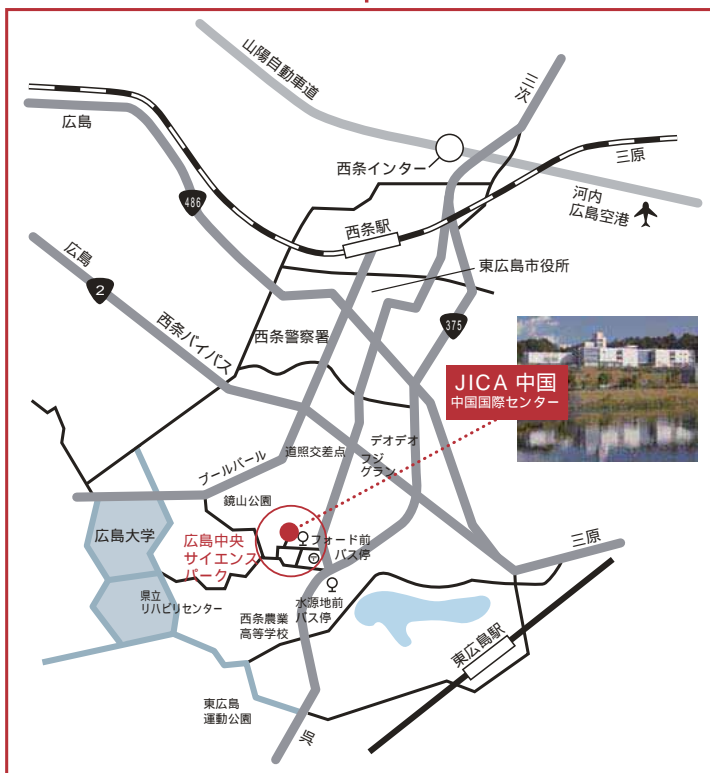 山陽自動車道
三次
広島
西条インター
三原
486
河内
広島空港
西条駅
広島
東広島市役所
2
375
西条警察署
西条バイパス
JICA 中国
中国国際センター
デオデオ
道照交差点
フジ
グラン
ブールバール
鏡山公園
広島大学
広島中央
サイエンス
パーク
フォード前
バス停
三原
県立
リハビリセンター
水源地前
バス停
西条農業
高等学校
東広島駅
東広島
運動公園
呉